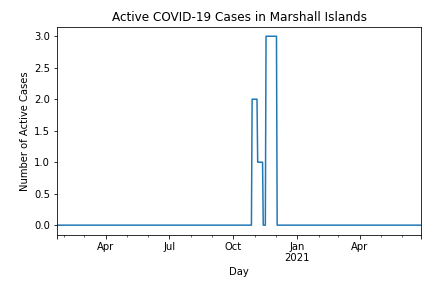 Active COVID-19 Cases in Marshall Islands
Number of Active Cases
3.0
2.5
2.0
1.5
1.0
0.5
0.0
Apr Jul Oct Jan Apr
2021
Day